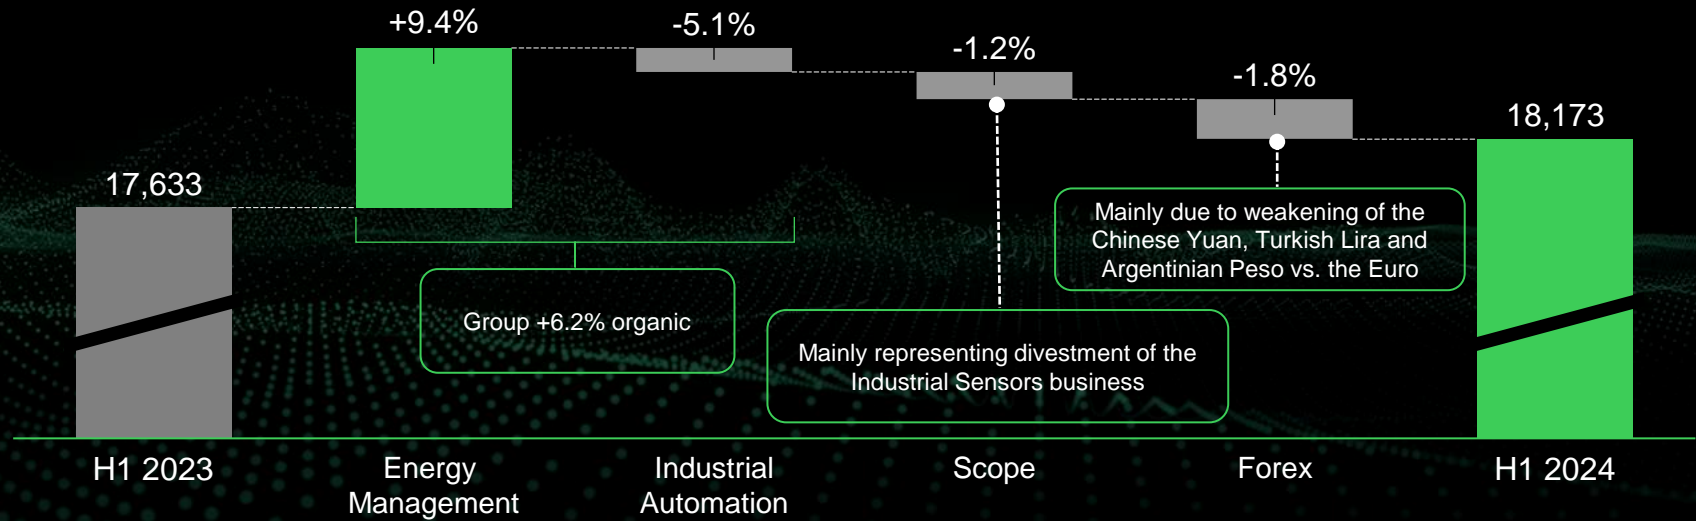 +9.4%
-5.1%
-1.2%
-1.8%
18,173
17,633
Mainly due to weakening of the
Chinese Yuan, Turkish Lira and
Argentinian Peso vs. the Euro
Group +6.2% organic
Mainly representing divestment of the
Industrial Sensors business
H1 2023
Energy
Management
Industrial
Automation
Scope
Forex
H1 2024